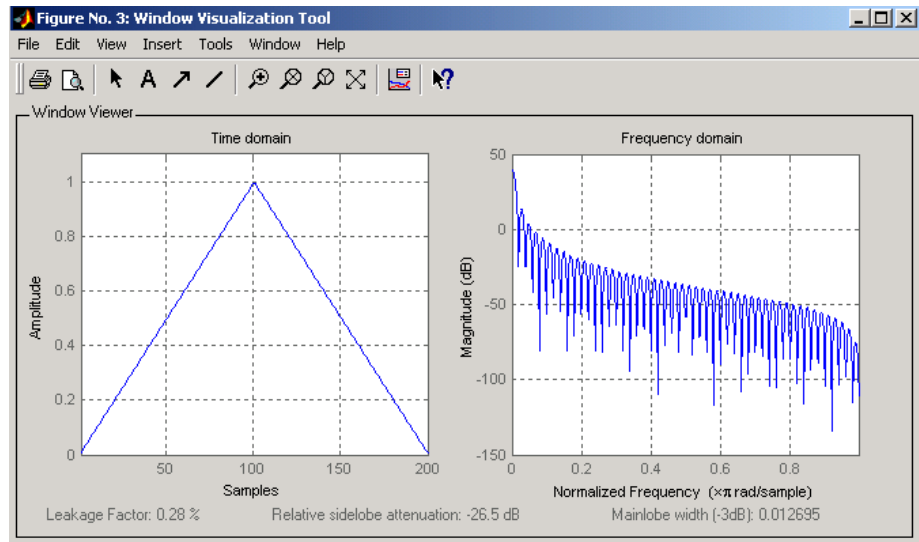 Figure No. 3: Window Visualization Tool
File Edit View Insert Tools Window Help
A
?
Window Viewer
Time domain
1
0.8
0.6
0.4
0.2
0
50
100
150
200
Amplitude
Samples
Frequency domain
50
0
-50
-100
-150
0
0.2
0.4
0.6
0.8
Magnitude (dB)
Normalized Frequency (×π rad/sample)
Leakage Factor: 0.28 %
Relative sidelobe attenuation: -26.5 dB
Mainlobe width (-3dB): 0.012695